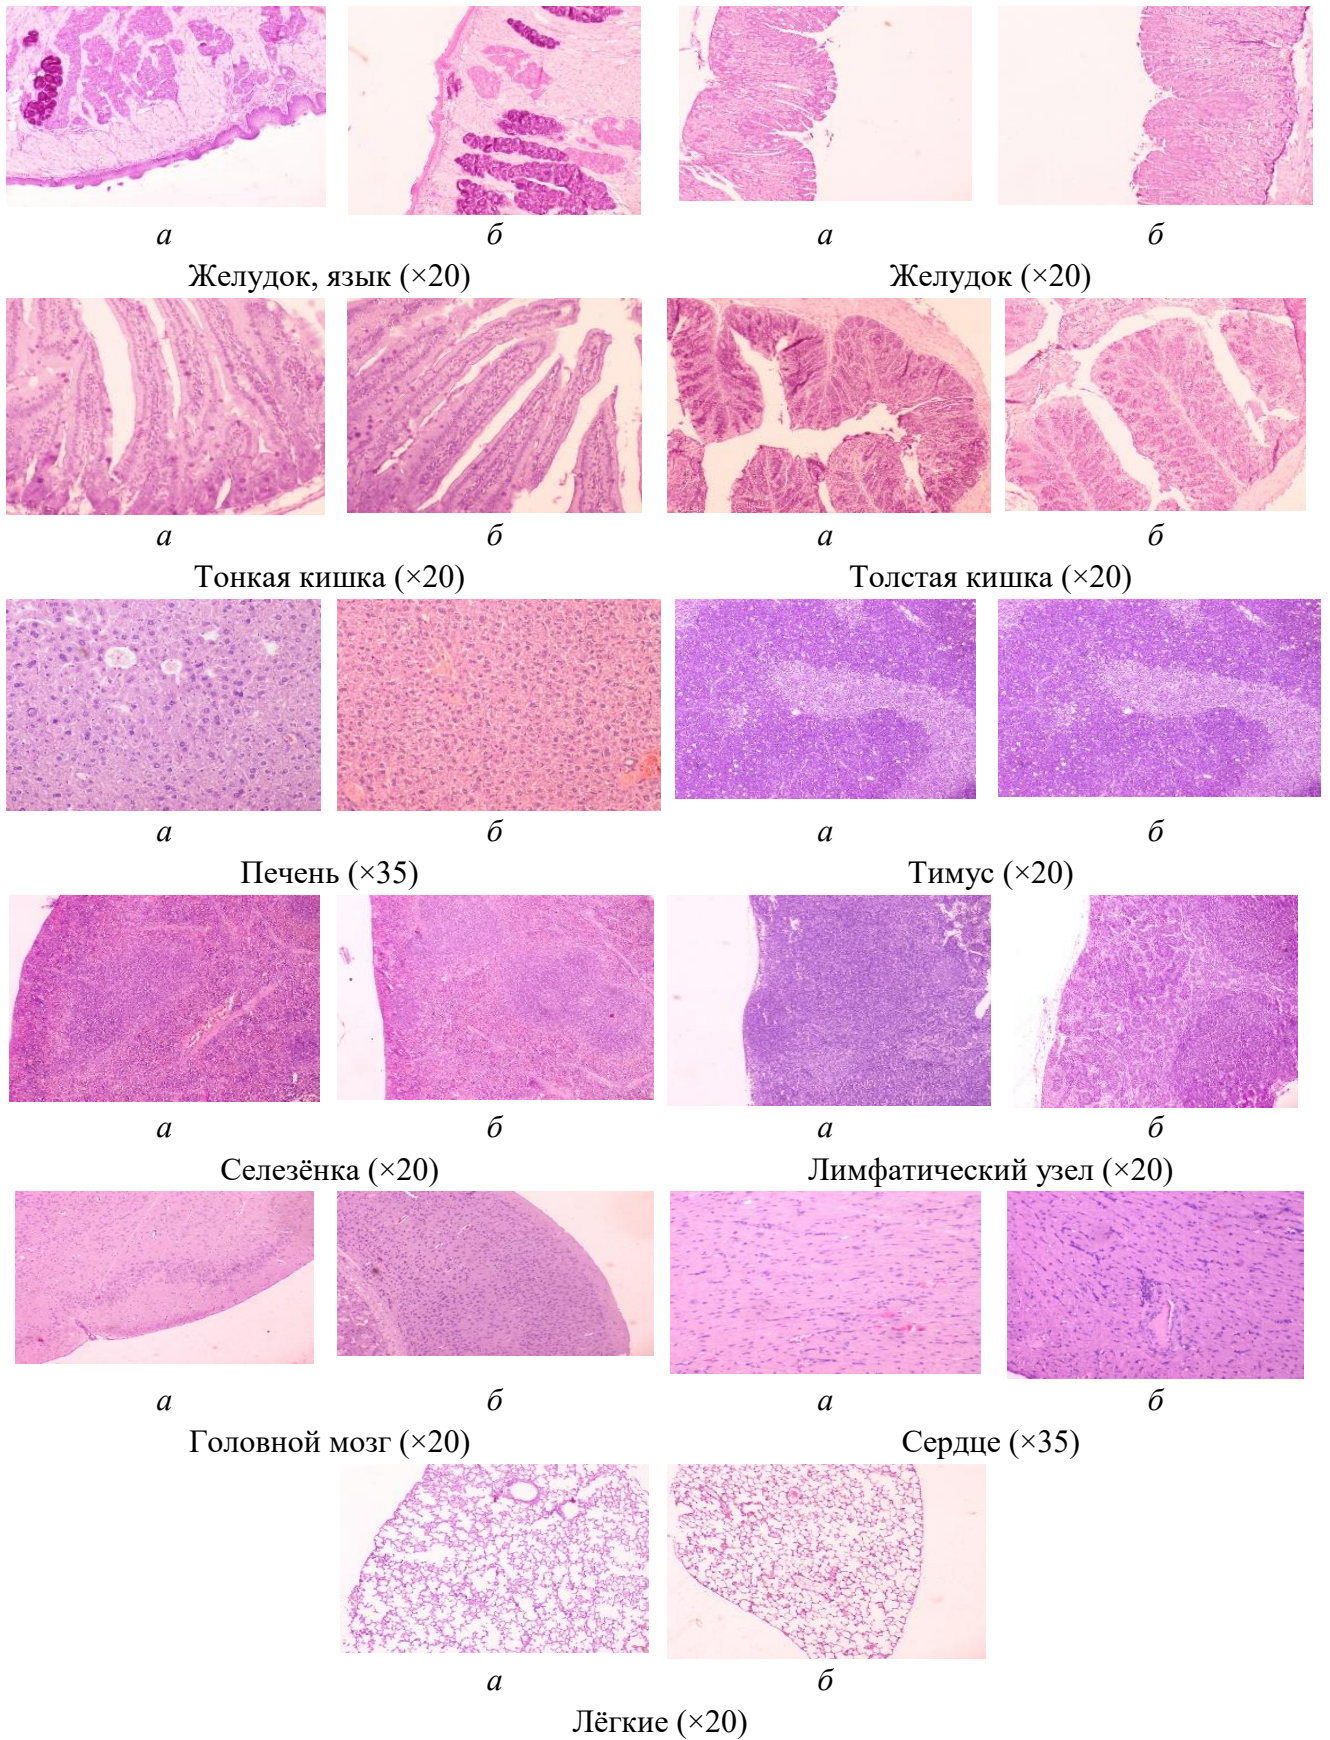 а б а б
Желудок, язык (×20) Желудок (×20)
а б а б
Тонкая кишка (×20) Толстая кишка (×20)
а б а б
Печень (×35) Тимус (×20)
а б а б
Селезёнка (×20) Лимфатический узел (×20)
а б а б
Головной мозг (×20) Сердце (×35)
а б
Лёгкие (×20)